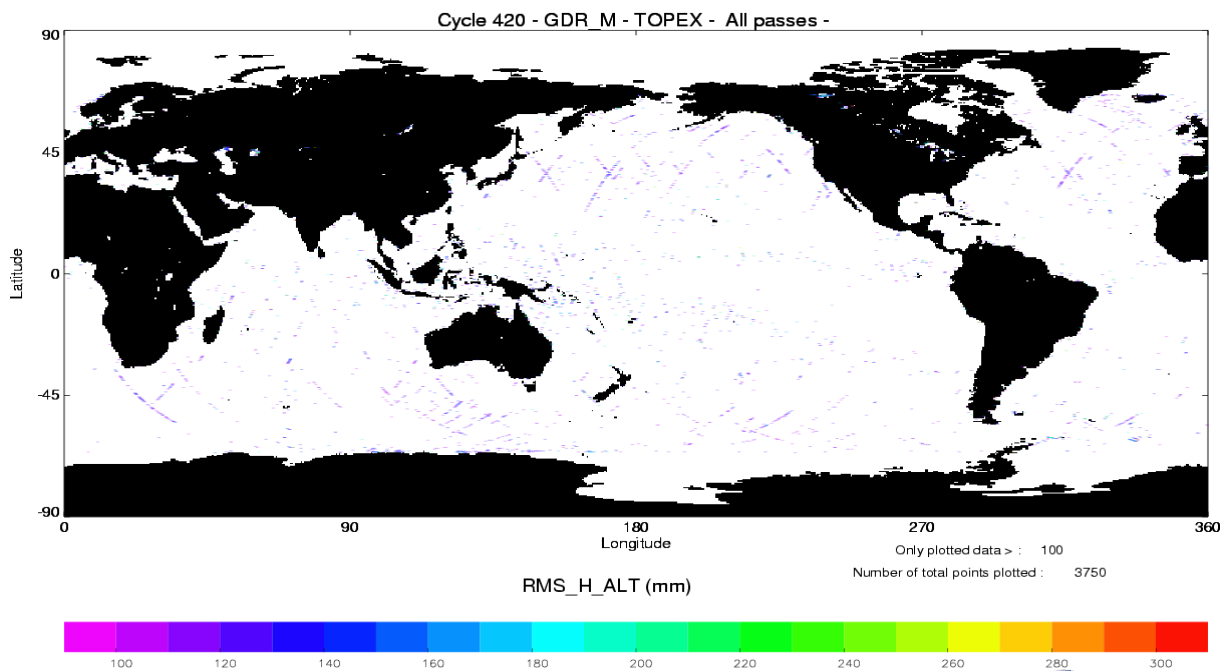 Cycle 420 - GDR_M - TOPEX - All passes -
90
45
0
-45
-90
Latitude
0 90 180 270 360
Longitude
Only plotted data > : 100
Number of total points plotted : 3750
RMS_H_ALT (mm)
100 120 140 160 180 200 220 240 260 280 300